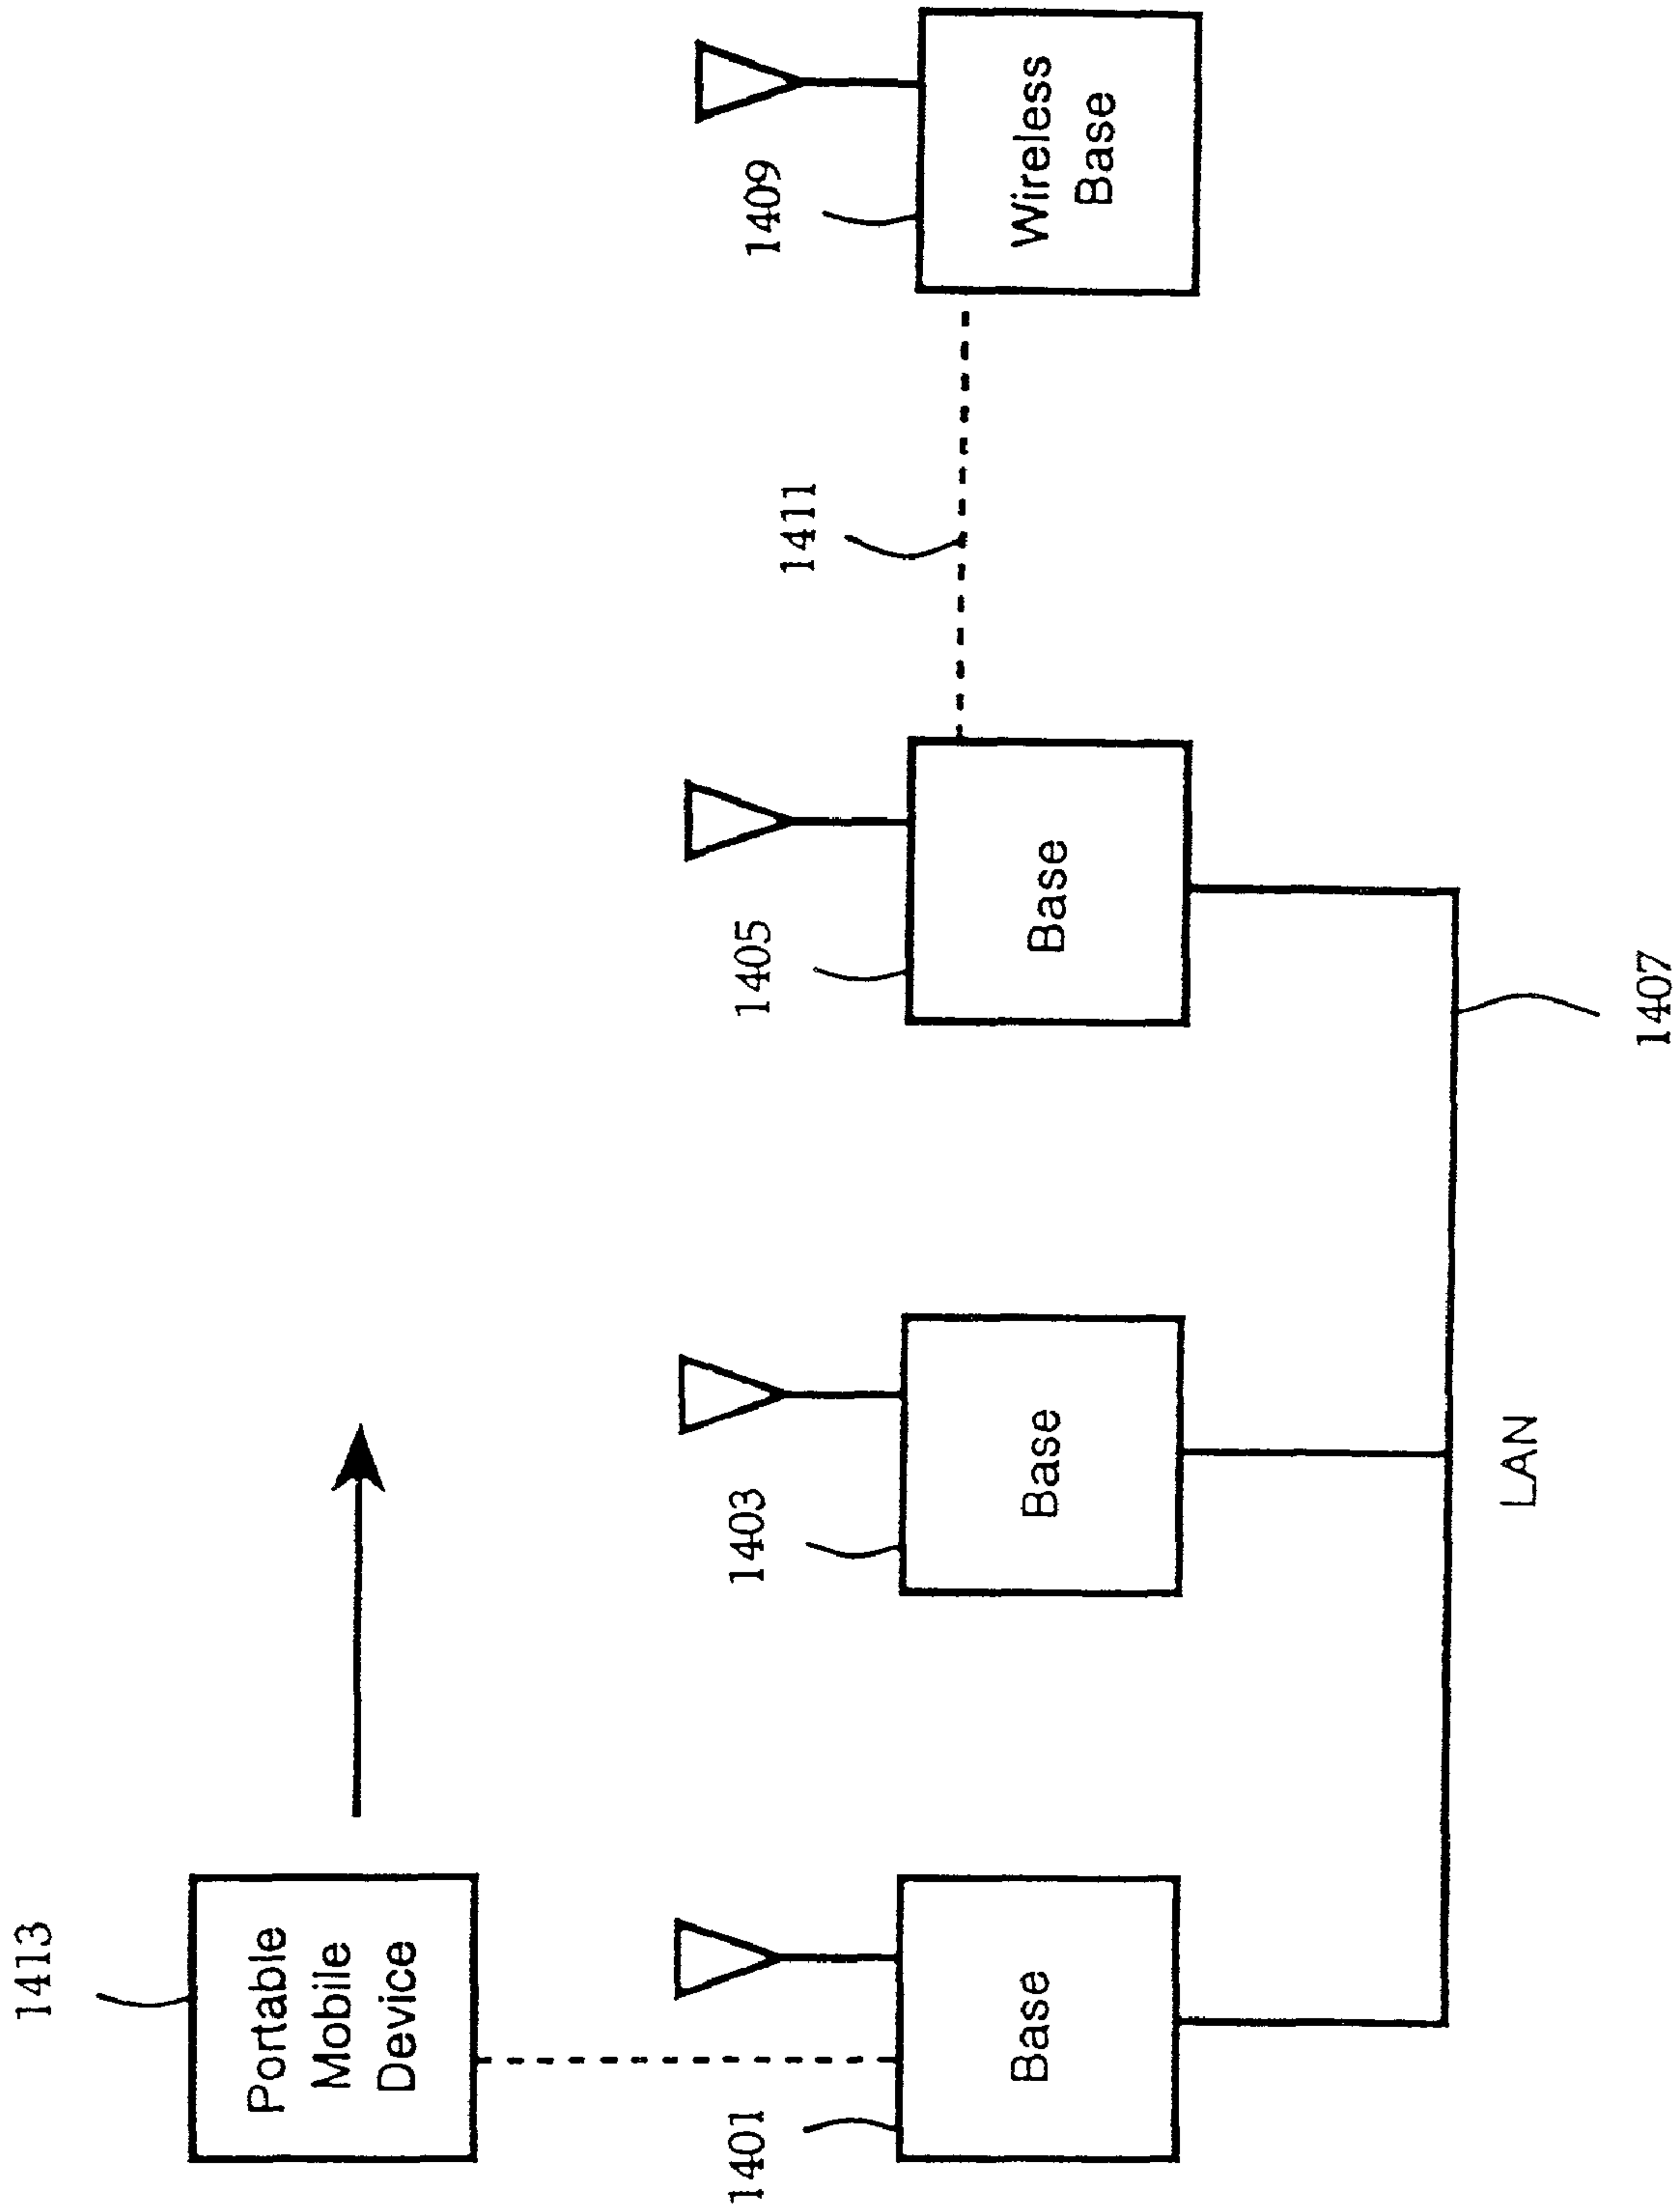 1413
Portable
Mobile
Device
1401
Base
1403
Base
1405
Base
1411
1409
Wireless
Base
LAN
1407